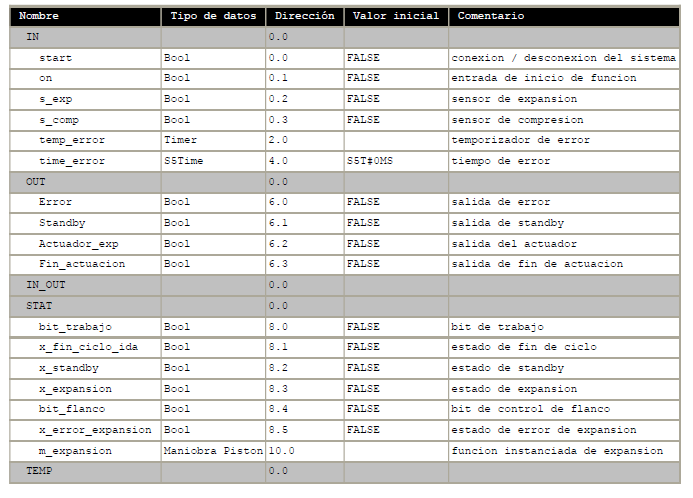 Nombre Tipo de datos Dirección Valor inicial Comentario
IN 0.0
start Bool 0.0 FALSE conexion / desconexion del sistema
on Bool 0.1 FALSE entrada de inicio de funcion
s_exp Bool 0.2 FALSE sensor de expansion
s_comp Bool 0.3 FALSE sensor de compresion
temp_error Timer 2.0 temporizador de error
time_error S5Time 4.0 S5T#0MS tiempo de error
OUT 0.0
Error Bool 6.0 FALSE salida de error
Standby Bool 6.1 FALSE salida de standby
Actuador_exp Bool 6.2 FALSE salida del actuador
Fin_actuacion Bool 6.3 FALSE salida de fin de actuacion
IN_OUT 0.0
STAT 0.0
bit_trabajo Bool 8.0 FALSE bit de trabajo
x_fin_ciclo_ida Bool 8.1 FALSE estado de fin de ciclo
x_standby Bool 8.2 FALSE estado de standby
x_expansion Bool 8.3 FALSE estado de expansion
bit_flanco Bool 8.4 FALSE bit de control de flanco
x_error_expansion Bool 8.5 FALSE estado de error de expansion
m_expansion Maniobra Piston 10.0 funcion instanciada de expansion
TEMP 0.0